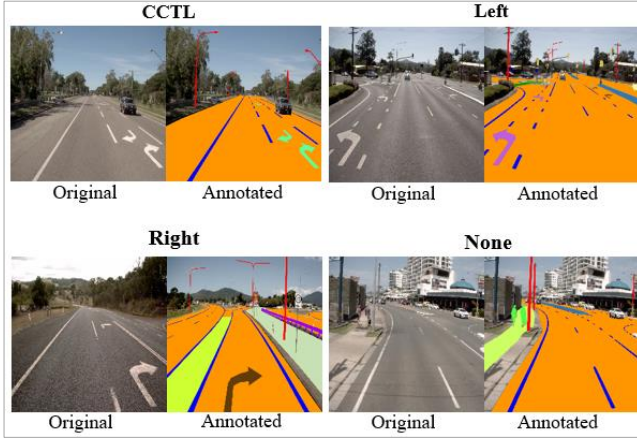 CCTL
Left
Original
Annotated
Original
Annotated
Right
None
Original
Annotated
Original
Annotated